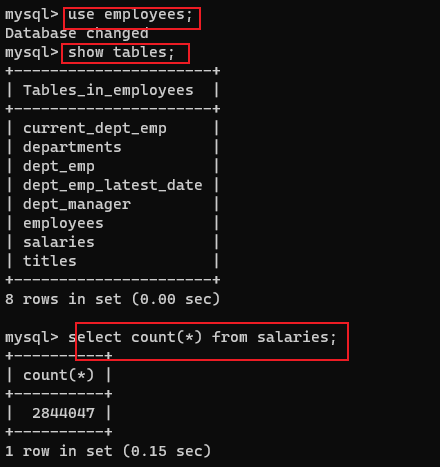 mysql> use employees;
Database changed
mysql> show tables;
+----------------------+
| Tables_in_employees  |
+----------------------+
| current_dept_emp     |
| departments          |
| dept_emp             |
| dept_emp_latest_date |
| dept_manager         |
| employees            |
| salaries             |
| titles               |
+----------------------+
8 rows in set (0.00 sec)
mysql> select count(*) from salaries;
+----------+
| count(*) |
+----------+
|  2844047 |
+----------+
1 row in set (0.15 sec)